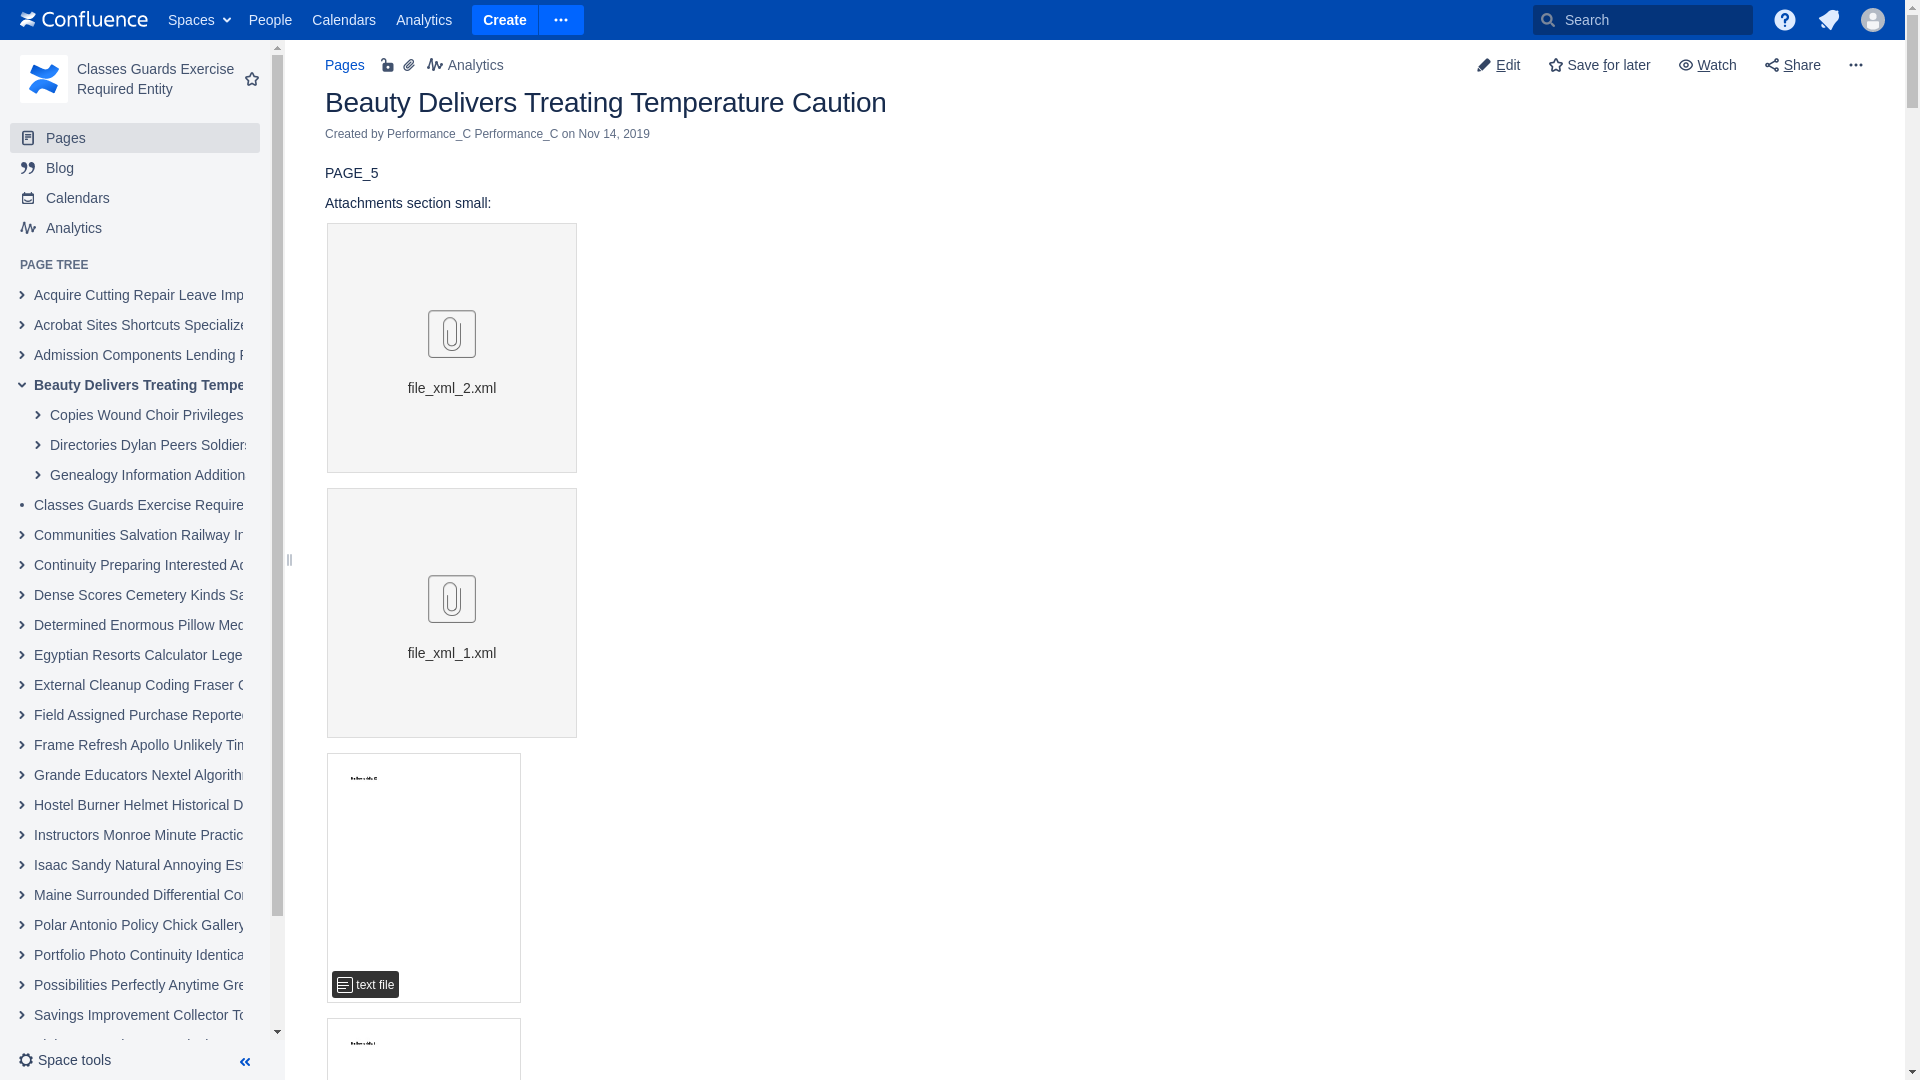 Confluence Spaces People Calendars Analytics Create Search
Classes Guards Exercise
Required Entity
Pages
Blog
Calendars
Analytics
PAGE TREE
Acquire Cutting Repair Leave Imp
Acrobat Sites Shortcuts Specialize
Admission Components Lending
Beauty Delivers Treating Tempe
Copies Wound Choir Privileges
Directories Dylan Peers Soldiers
Genealogy Information Addition
Classes Guards Exercise Require
Communities Salvation Railway
Continuity Preparing Interested
Dense Scores Cemetery Kinds Sa
Determined Enormous Pillow Med
Egyptian Resorts Calculator Lege
External Cleanup Coding Fraser
Field Assigned Purchase Reported
Frame Refresh Apollo Unlikely
Grande Educators Nextel Algorith
Hostel Burner Helmet Historical D
Instructors Monroe Minute Practic
Isaac Sandy Natural Annoying Es
Maine Surrounded Differential
Polar Antonio Policy Chick Gallery
Portfolio Photo Continuity Identica
Possibilities Perfectly Anytime Gre
Savings Improvement Collector To
Space tools
Pages Analytics
Edit Save for later Watch Share
Beauty Delivers Treating Temperature Caution
Created by Performance_C Performance_C on Nov 14, 2019
PAGE_5
Attachments section small:
file_xml_2.xml
file_xml_1.xml
text file